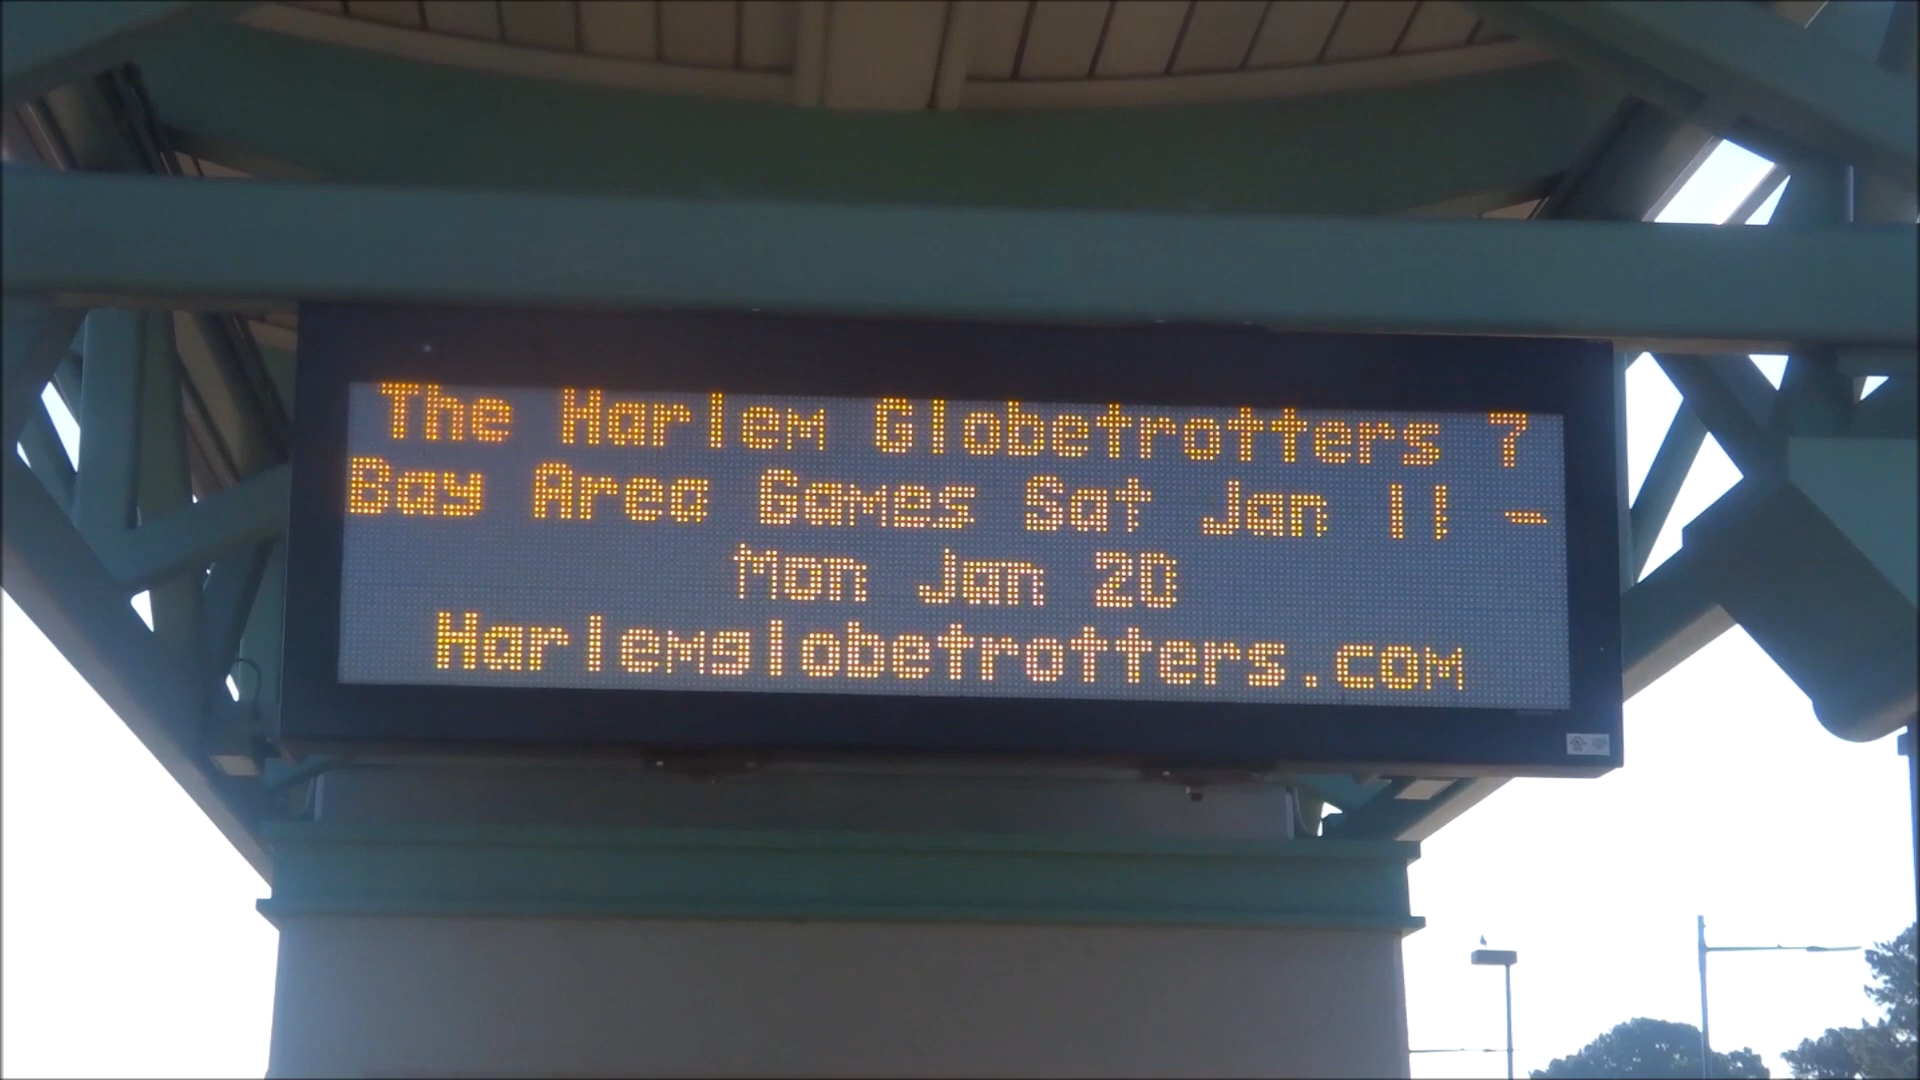 The Harlem Globetrotters 7
Bay Area Games Sat Jan 11 -
Mon Jan 20
Harlemglobetrotters.com